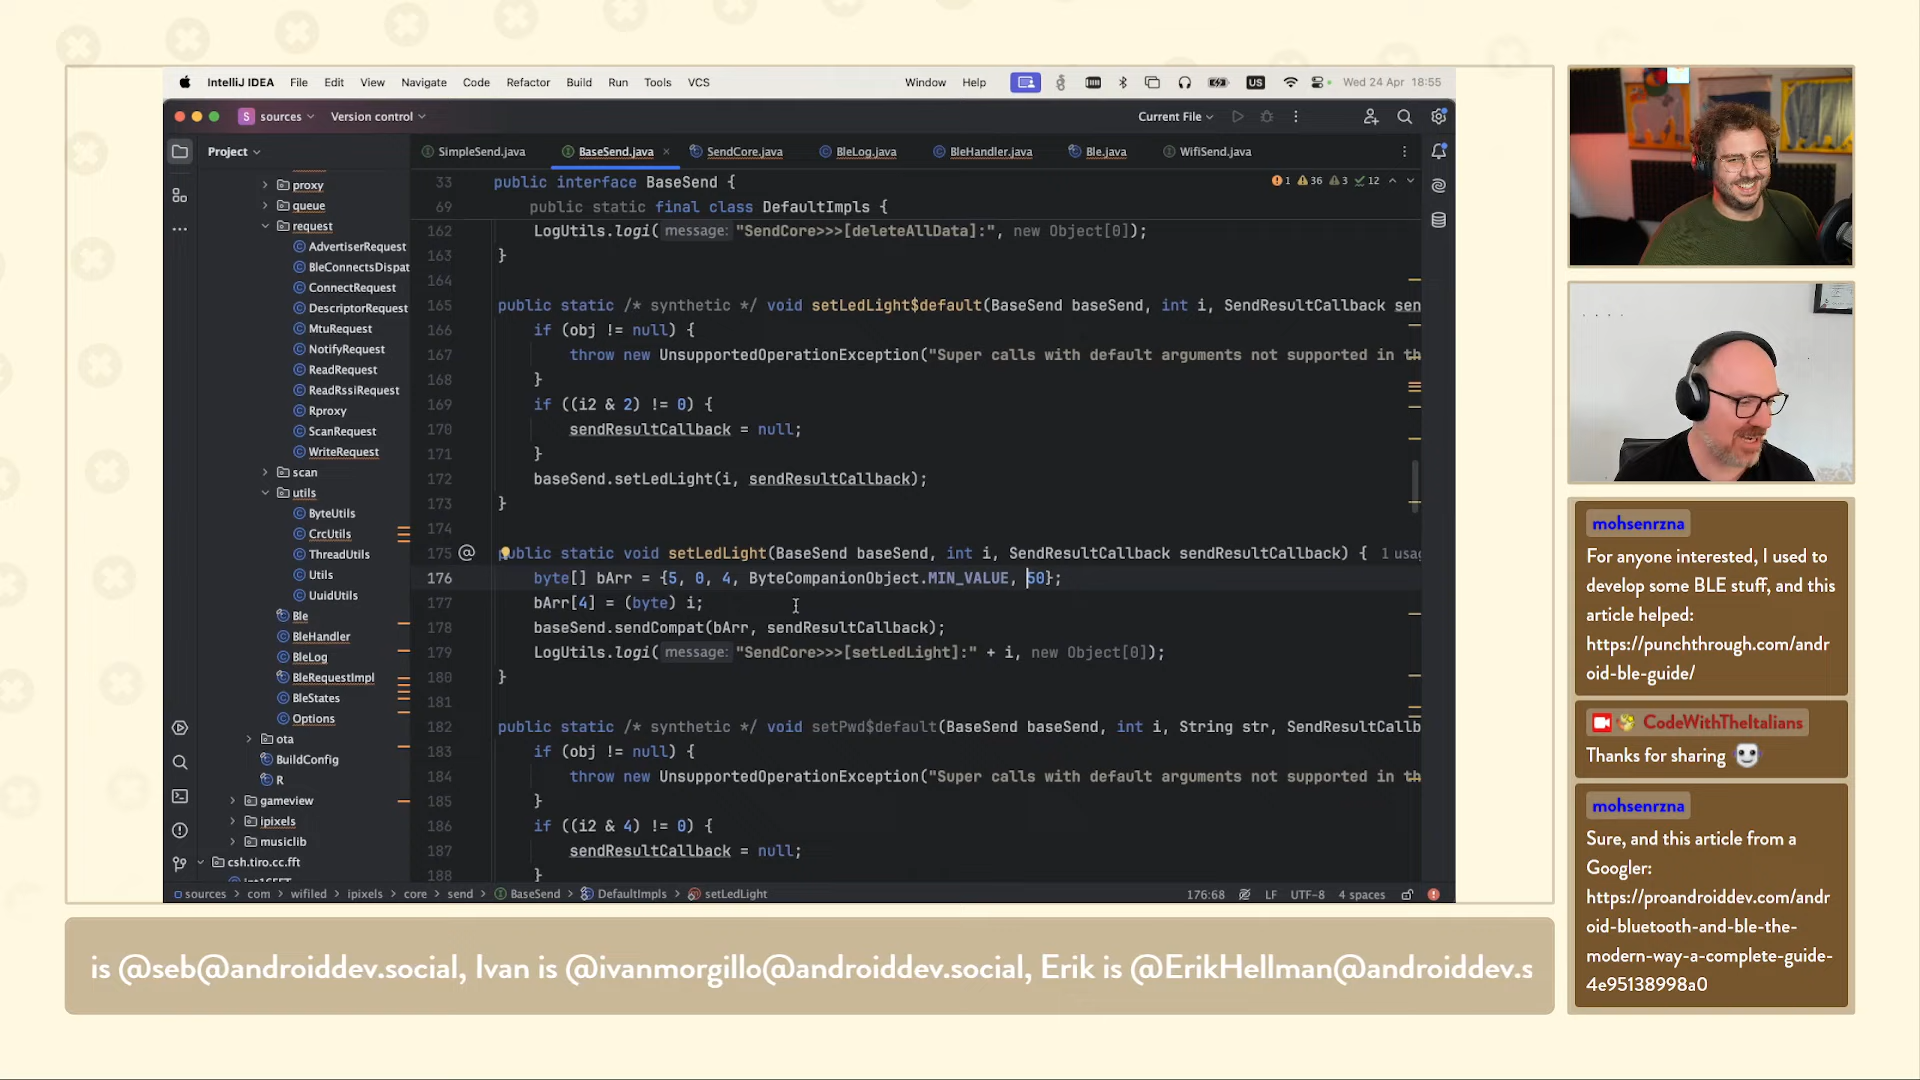 IntelliJ IDEA File Edit View Navigate Code Refactor Build Run Tools VCS Window Help US Wed 24 Apr 18:55
S sources Version control Current File
Project
SimpleSend.java BaseSend.java SendCore.java BleLog.java BleHandler.java Ble.java WifiSend.java
proxy
queue
request
AdvertiserRequest
BleConnectsDispat
ConnectRequest
DescriptorRequest
MtuRequest
NotifyRequest
ReadRequest
ReadRssiRequest
Rproxy
ScanRequest
WriteRequest
scan
utils
ByteUtils
CrcUtils
ThreadUtils
Utils
UuidUtils
Ble
BleHandler
BleLog
BleRequestImpl
BleStates
Options
ota
BuildConfig
R
gameview
ipixels
musiclib
csh.tiro.cc.fft
1 36 3 12
33 public interface BaseSend {
69 public static final class DefaultImpls {
162 LogUtils.logi( message: "SendCore>>>[deleteAllData]:", new Object[0]);
163 }
164
165 public static /* synthetic */ void setLedLight$default(BaseSend baseSend, int i, SendResultCallback sen
166 if (obj != null) {
167 throw new UnsupportedOperationException("Super calls with default arguments not supported in th
168 }
169 if ((i2 & 2) != 0) {
170 sendResultCallback = null;
171 }
172 baseSend.setLedLight(i, sendResultCallback);
173 }
174
175 public static void setLedLight(BaseSend baseSend, int i, SendResultCallback sendResultCallback) { 1 usag
176 byte[] bArr = {5, 0, 4, ByteCompanionObject.MIN_VALUE, 50};
177 bArr[4] = (byte) i;
178 baseSend.sendCompat(bArr, sendResultCallback);
179 LogUtils.logi( message: "SendCore>>>[setLedLight]:" + i, new Object[0]);
180 }
181
182 public static /* synthetic */ void setPwd$default(BaseSend baseSend, int i, String str, SendResultCallb
183 if (obj != null) {
184 throw new UnsupportedOperationException("Super calls with default arguments not supported in th
185 }
186 if ((i2 & 4) != 0) {
187 sendResultCallback = null;
188 }
sources com wifiled ipixels core send BaseSend DefaultImpls setLedLight 176:68 LF UTF-8 4 spaces
mohsenrzna
For anyone interested, I used to
develop some BLE stuff, and this
article helped:
https://punchthrough.com/andr
oid-ble-guide/
CodeWithTheItalians
Thanks for sharing
mohsenrzna
Sure, and this article from a
Googler:
https://proandroiddev.com/andr
oid-bluetooth-and-ble-the-
modern-way-a-complete-guide-
4e95138998a0
is @seb@androiddev.social, Ivan is @ivanmorgillo@androiddev.social, Erik is @ErikHellman@androiddev.s